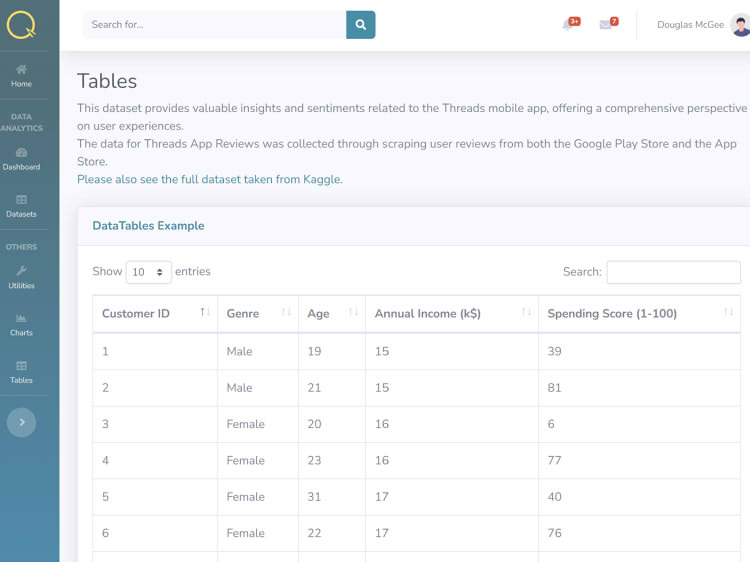 Search for...
3+
7
Douglas McGee
Home
DATA
ANALYTICS
Dashboard
Datasets
OTHERS
Utilities
Charts
Tables
Tables
This dataset provides valuable insights and sentiments related to the Threads mobile app, offering a comprehensive perspective
on user experiences.
The data for Threads App Reviews was collected through scraping user reviews from both the Google Play Store and the App
Store.
Please also see the full dataset taken from Kaggle.
DataTables Example
Show 10 entries
Search:
Customer ID Genre Age Annual Income (k$) Spending Score (1-100)
1 Male 19 15 39
2 Male 21 15 81
3 Female 20 16 6
4 Female 23 16 77
5 Female 31 17 40
6 Female 22 17 76